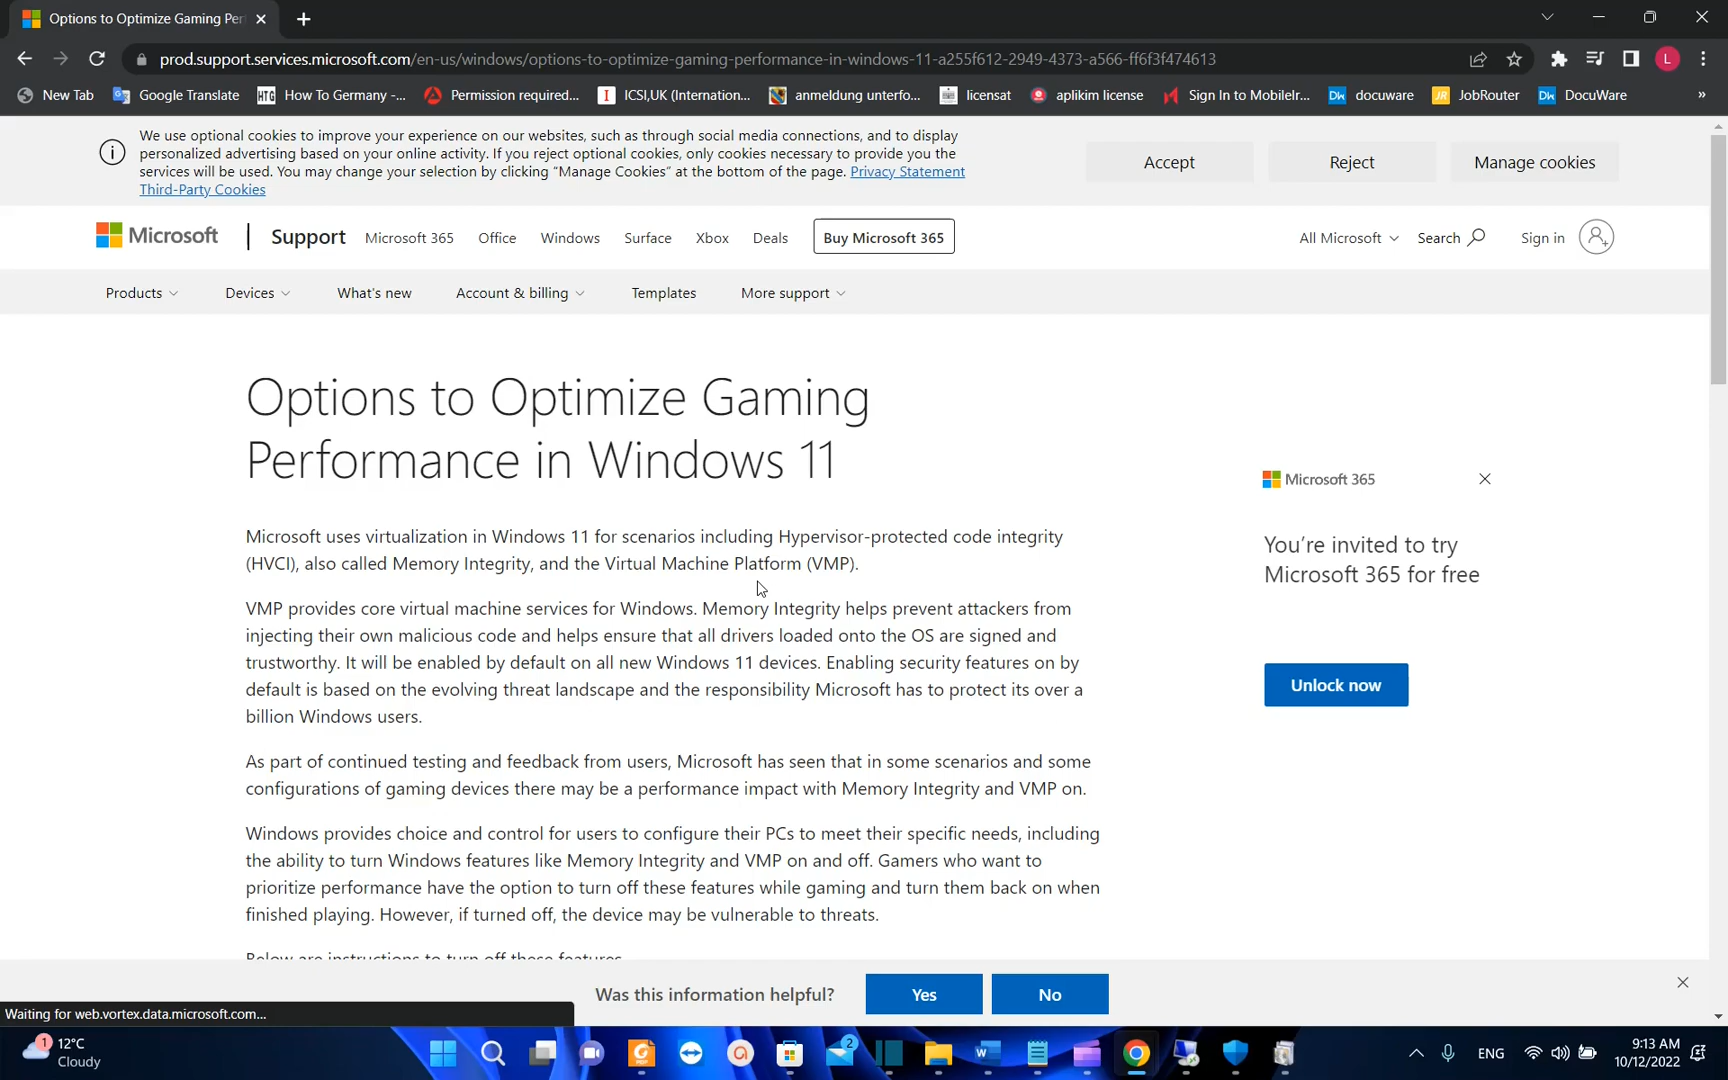 Options to Optimize Gaming Per
prod.support.services.microsoft.com/en-us/windows/options-to-optimize-gaming-performance-in-windows-11-a255f612-2949-4373-a566-ff6f3f474613
L
New Tab
Google Translate
HTG How To Germany -...
Permission required...
I ICSI,UK (Internation...
anmeldung unterfo...
licensat
aplikim license
Sign In to MobileIr...
DW docuware
JR JobRouter
DW DocuWare
»
We use optional cookies to improve your experience on our websites, such as through social media connections, and to display
personalized advertising based on your online activity. If you reject optional cookies, only cookies necessary to provide you the
services will be used. You may change your selection by clicking "Manage Cookies" at the bottom of the page. Privacy Statement
Third-Party Cookies
Accept
Reject
Manage cookies
Microsoft
Support
Microsoft 365
Office
Windows
Surface
Xbox
Deals
Buy Microsoft 365
All Microsoft
Search
Sign in
Products
Devices
What's new
Account & billing
Templates
More support
Options to Optimize Gaming
Performance in Windows 11
Microsoft uses virtualization in Windows 11 for scenarios including Hypervisor-protected code integrity
(HVCI), also called Memory Integrity, and the Virtual Machine Platform (VMP).
VMP provides core virtual machine services for Windows. Memory Integrity helps prevent attackers from
injecting their own malicious code and helps ensure that all drivers loaded onto the OS are signed and
trustworthy. It will be enabled by default on all new Windows 11 devices. Enabling security features on by
default is based on the evolving threat landscape and the responsibility Microsoft has to protect its over a
billion Windows users.
As part of continued testing and feedback from users, Microsoft has seen that in some scenarios and some
configurations of gaming devices there may be a performance impact with Memory Integrity and VMP on.
Windows provides choice and control for users to configure their PCs to meet their specific needs, including
the ability to turn Windows features like Memory Integrity and VMP on and off. Gamers who want to
prioritize performance have the option to turn off these features while gaming and turn them back on when
finished playing. However, if turned off, the device may be vulnerable to threats.
Below are instructions to turn off these features
Microsoft 365
You're invited to try
Microsoft 365 for free
Unlock now
Was this information helpful?
Yes
No
Waiting for web.vortex.data.microsoft.com...
1
12°C
Cloudy
2
ENG
9:13 AM
10/12/2022